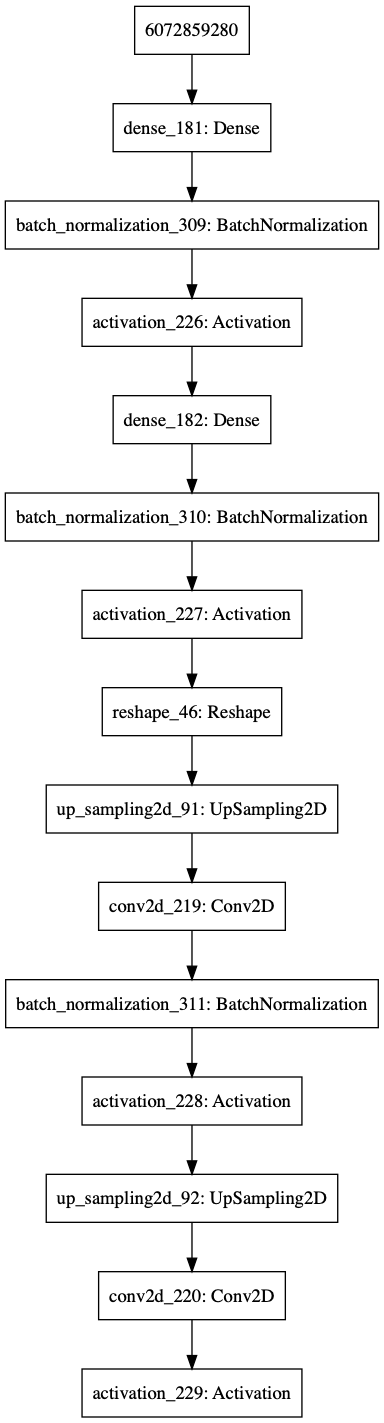 6072859280
dense_181: Dense
batch_normalization_309: BatchNormalization
activation_226: Activation
dense_182: Dense
batch_normalization_310: BatchNormalization
activation_227: Activation
reshape_46: Reshape
up_sampling2d_91: UpSampling2D
conv2d_219: Conv2D
batch_normalization_311: BatchNormalization
activation_228: Activation
up_sampling2d_92: UpSampling2D
conv2d_220: Conv2D
activation_229: Activation